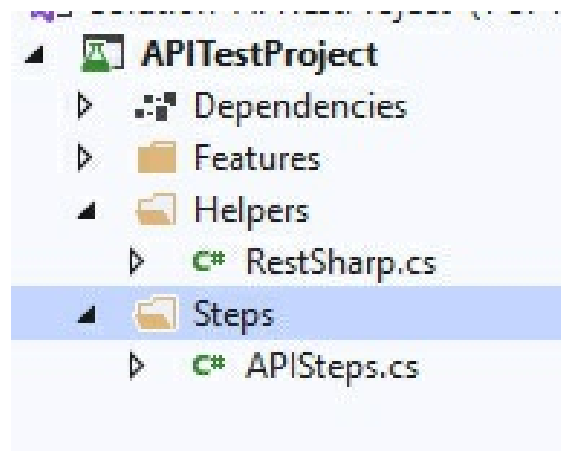 APITestProject
Dependencies
Features
Helpers
C# RestSharp.cs
Steps
C# APISteps.cs